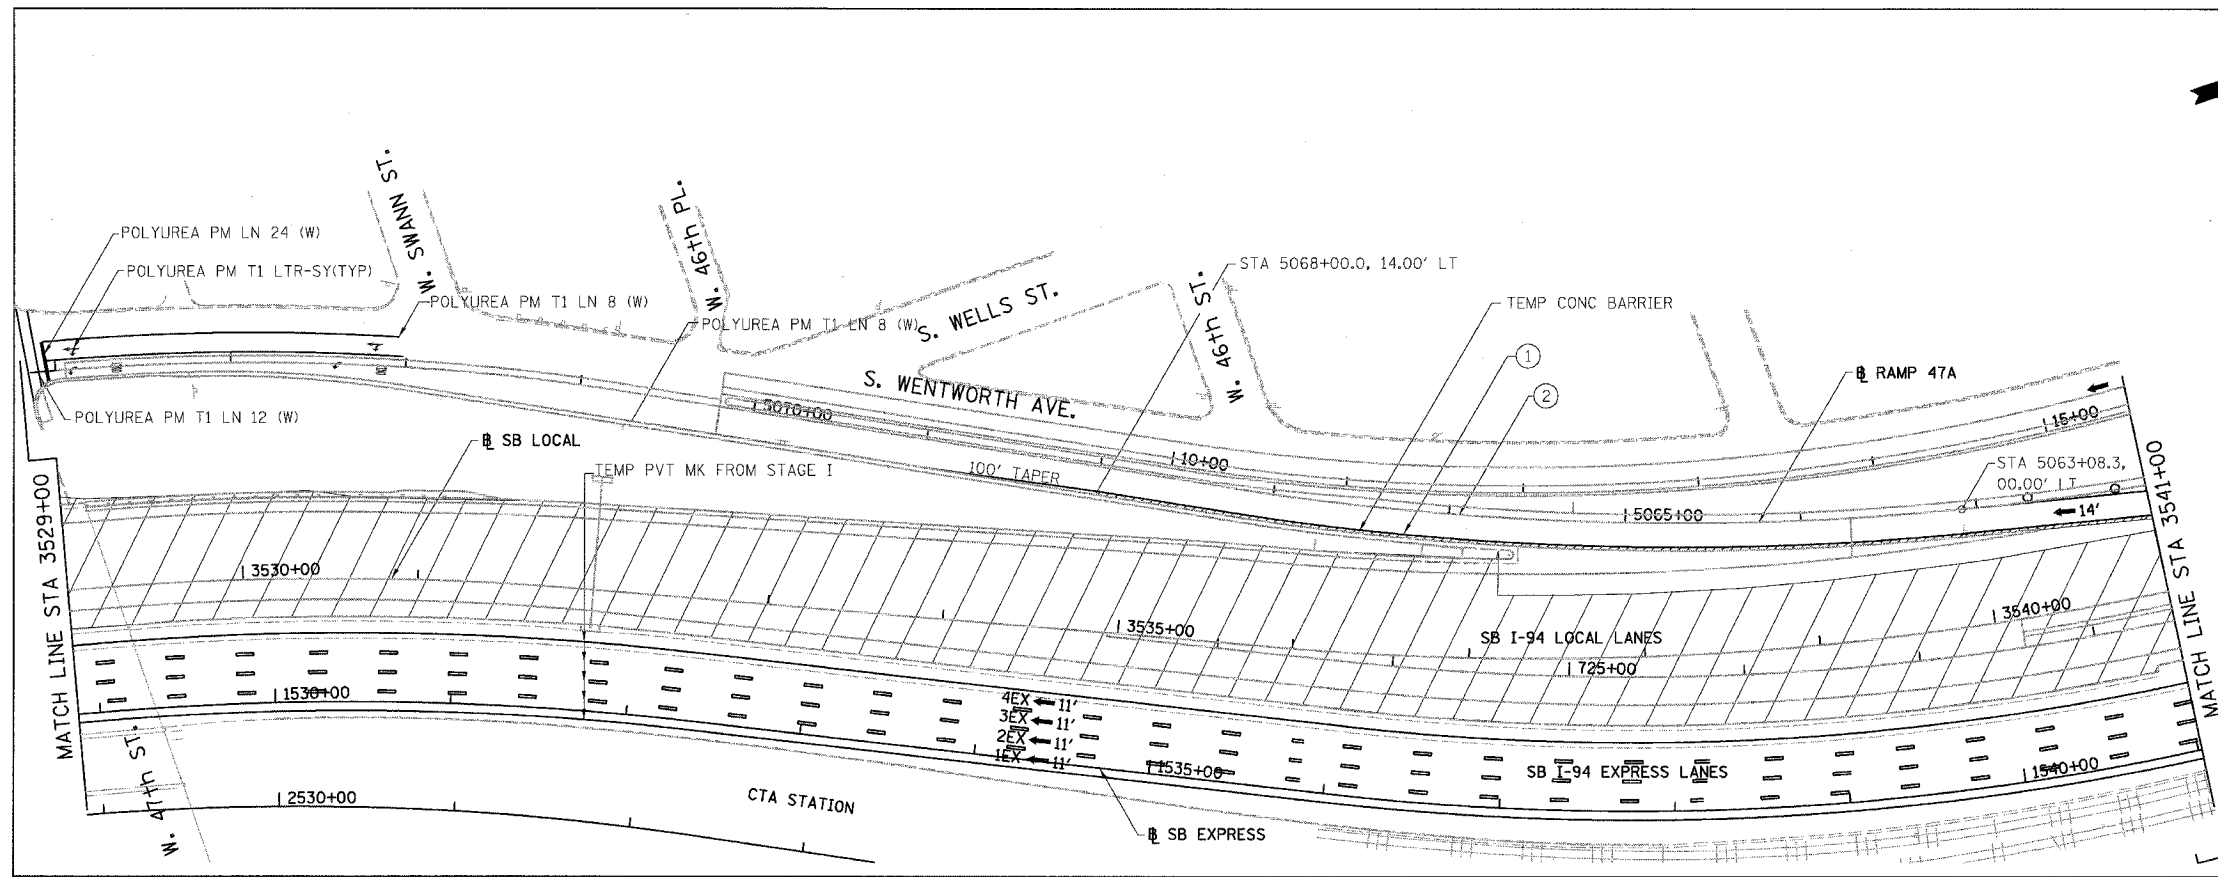 W. SWANN ST.
W. 46th PL.
POLYUREA PM LN 24 (W)
POLYUREA PM T1 LTR-SY(TYP)
POLYUREA PM T1 LN 8 (W)
POLYUREA PM T1 LN 8 (W)
S. WELLS ST.
W. 46th ST.
STA 5068+00.0, 14.00' LT
TEMP CONC BARRIER
1
2
℄ RAMP 47A
S. WENTWORTH AVE.
POLYUREA PM T1 LN 12 (W)
5070+00
15+00
10+00
℄ SB LOCAL
TEMP PVT MK FROM STAGE I
100' TAPER
STA 5063+08.3,
00.00' LT
5065+00
14'
MATCH LINE STA 3529+00
MATCH LINE STA 3541+00
3530+00
3535+00
3540+00
SB I-94 LOCAL LANES
725+00
1530+00
4EX 11'
3EX 11'
2EX 11'
1EX 11'
1535+00
SB I-94 EXPRESS LANES
1540+00
W. 47th ST.
2530+00
CTA STATION
℄ SB EXPRESS